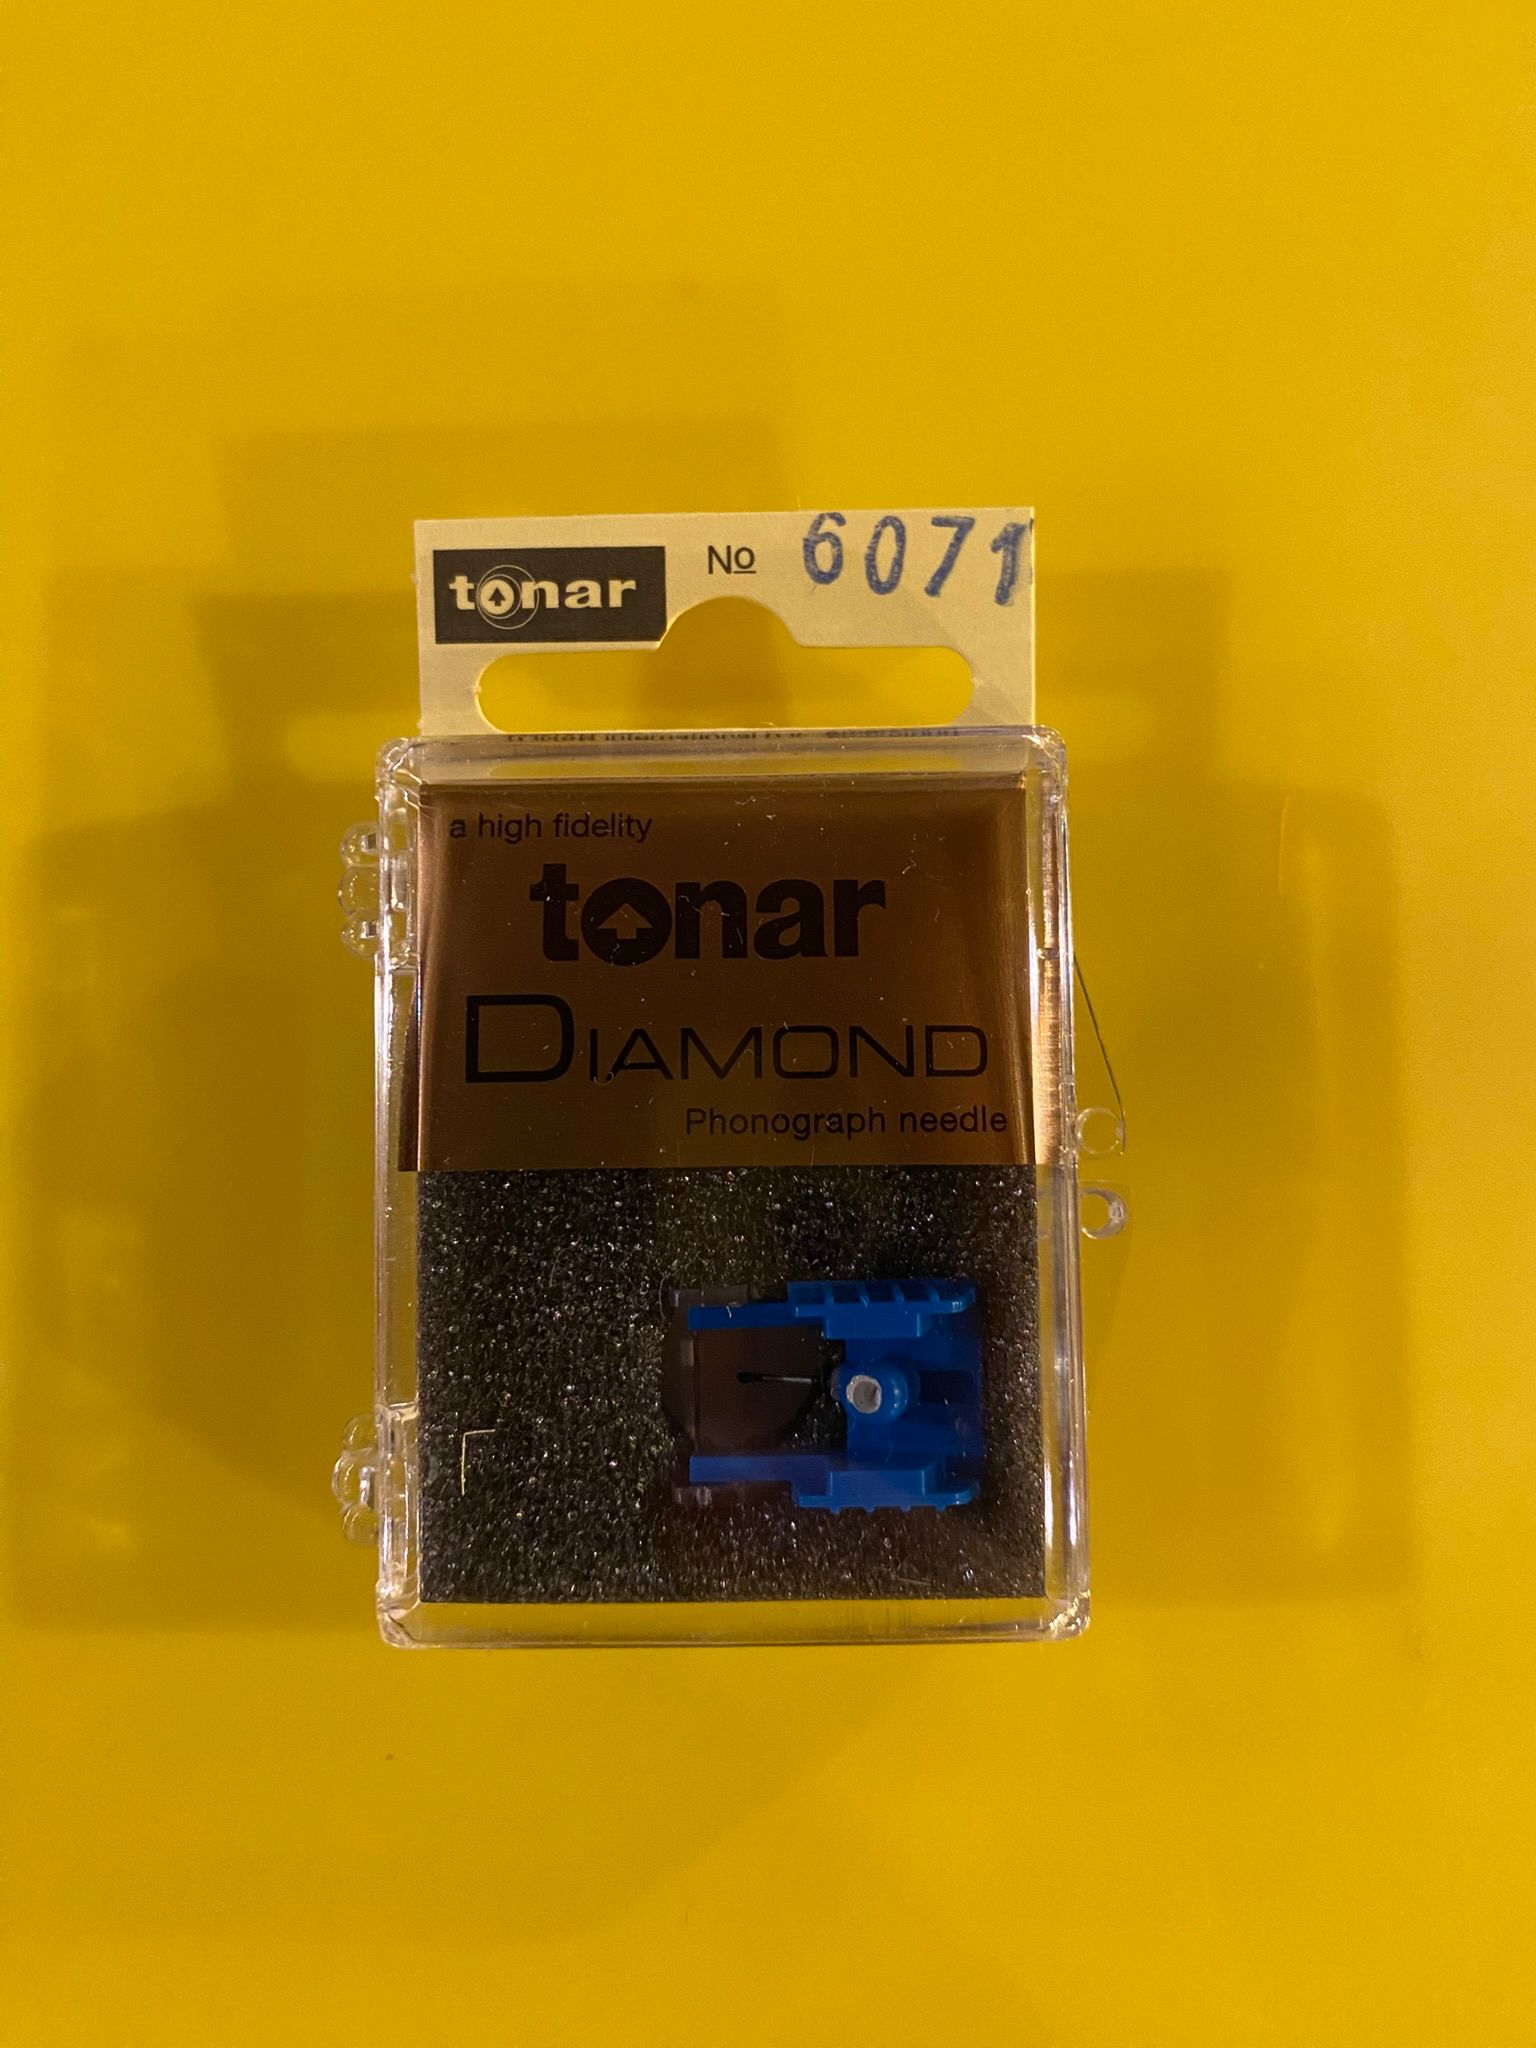 tonar
No 6071
a high fidelity
tonar
DIAMOND
Phonograph needle